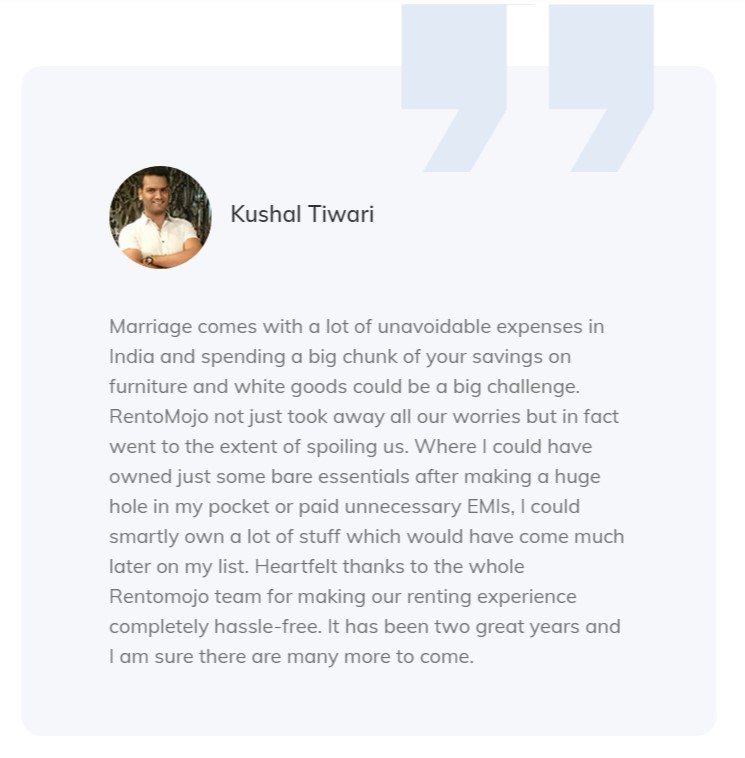 Kushal Tiwari
Marriage comes with a lot of unavoidable expenses in
India and spending a big chunk of your savings on
furniture and white goods could be a big challenge.
RentoMojo not just took away all our worries but in fact
went to the extent of spoiling us. Where I could have
owned just some bare essentials after making a huge
hole in my pocket or paid unnecessary EMIs, I could
smartly own a lot of stuff which would have come much
later on my list. Heartfelt thanks to the whole
Rentomojo team for making our renting experience
completely hassle-free. It has been two great years and
I am sure there are many more to come.